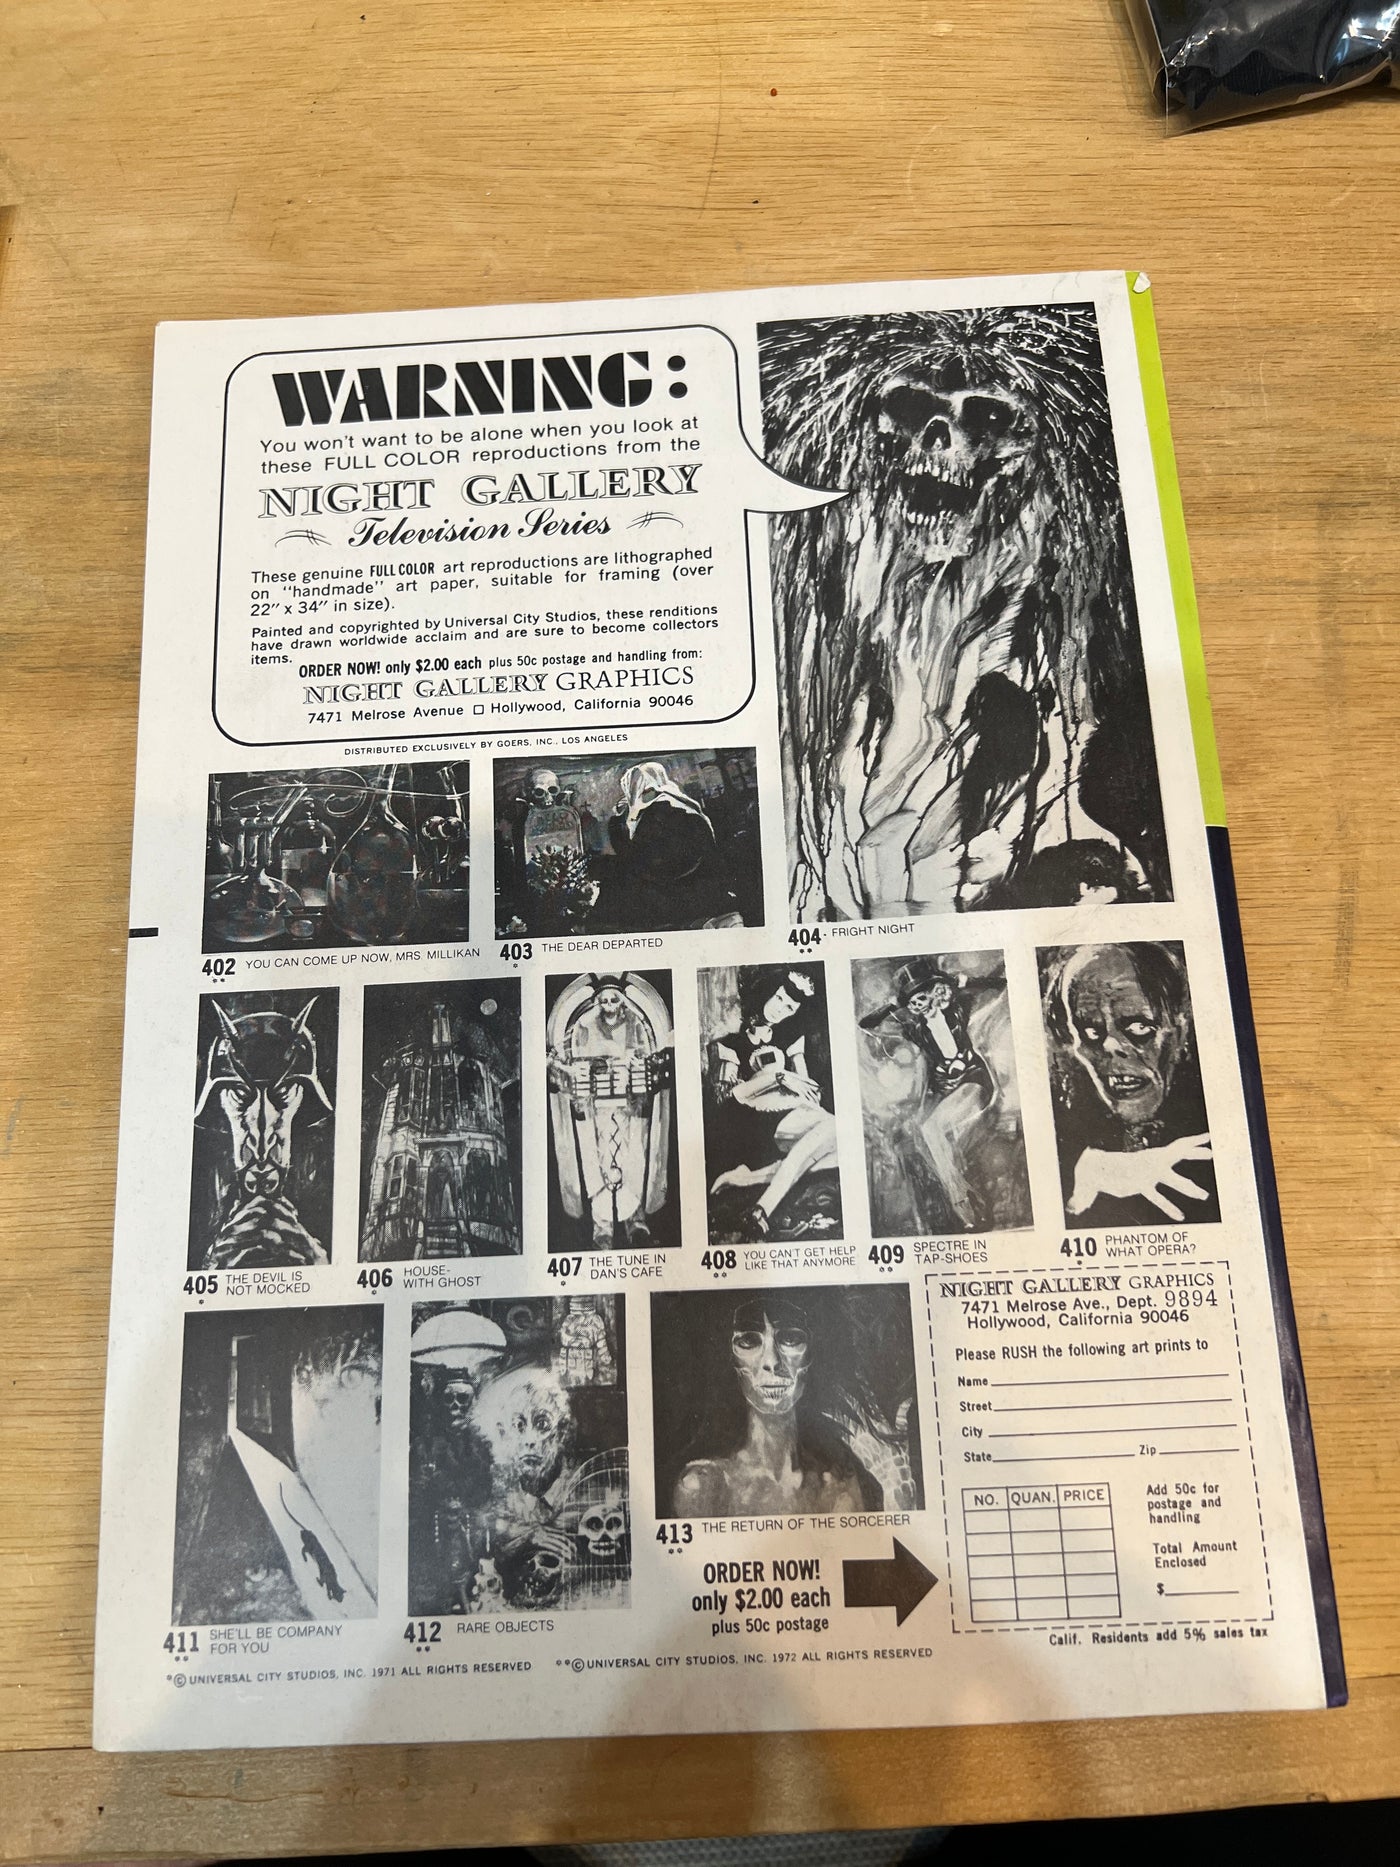 WARNING:
You won't want to be alone when you look at
these FULL COLOR reproductions from the
NIGHT GALLERY
Television Series
These genuine FULL COLOR art reproductions are lithographed
on "handmade" art paper, suitable for framing (over
22" x 34" in size).
Painted and copyrighted by Universal City Studios, these renditions
have drawn worldwide acclaim and are sure to become collectors
items.
ORDER NOW! only $2.00 each plus 50c postage and handling from:
NIGHT GALLERY GRAPHICS
7471 Melrose Avenue □ Hollywood, California 90046
DISTRIBUTED EXCLUSIVELY BY GOERS, INC., LOS ANGELES
402 YOU CAN COME UP NOW, MRS. MILLIKAN
**
403 THE DEAR DEPARTED
*
404 FRIGHT NIGHT
**
405 THE DEVIL IS
NOT MOCKED
*
406 HOUSE-
WITH GHOST
*
407 THE TUNE IN
DAN'S CAFE
*
408 YOU CAN'T GET HELP
LIKE THAT ANYMORE
**
409 SPECTRE IN
TAP-SHOES
**
410 PHANTOM OF
WHAT OPERA?
*
411 SHE'LL BE COMPANY
FOR YOU
**
412 RARE OBJECTS
**
413 THE RETURN OF THE SORCERER
**
ORDER NOW!
only $2.00 each
plus 50c postage
NIGHT GALLERY GRAPHICS
7471 Melrose Ave., Dept. 9894
Hollywood, California 90046
Please RUSH the following art prints to
Name
Street
City
State Zip
NO. QUAN. PRICE
Add 50c for
postage and
handling
Total Amount
Enclosed
$
Calif. Residents add 5% sales tax
*© UNIVERSAL CITY STUDIOS, INC. 1971 ALL RIGHTS RESERVED **© UNIVERSAL CITY STUDIOS, INC. 1972 ALL RIGHTS RESERVED